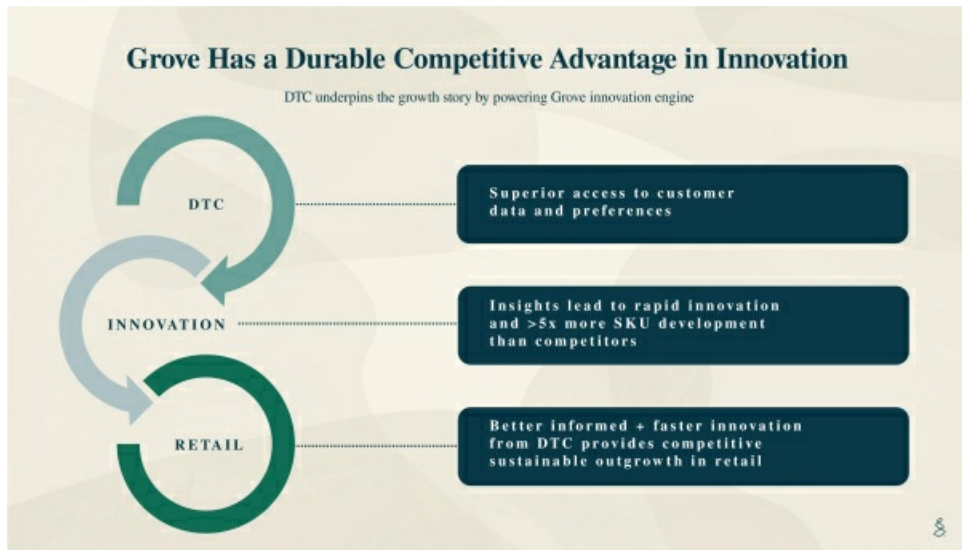 Grove Has a Durable Competitive Advantage in Innovation
DTC underpins the growth story by powering Grove innovation engine
DTC
Superior access to customer
data and preferences
INNOVATION
Insights lead to rapid innovation
and >5x more SKU development
than competitors
RETAIL
Better informed + faster innovation
from DTC provides competitive
sustainable outgrowth in retail